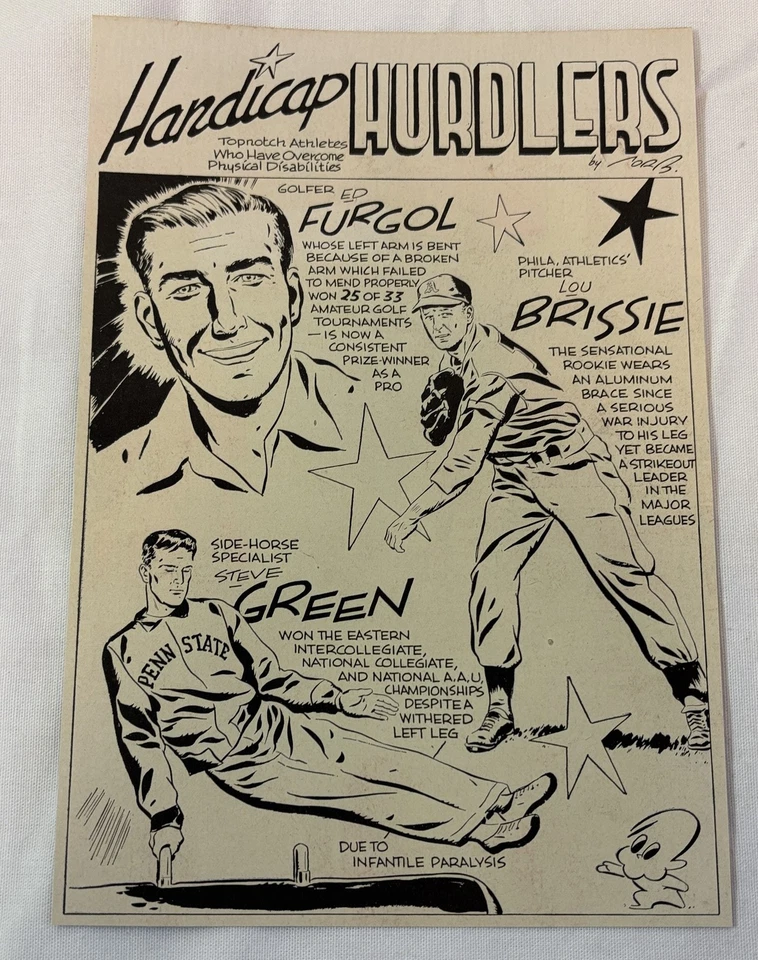 Handicap HURDLERS
Topnotch Athletes
Who Have Overcome
Physical Disabilities
by
GOLFER ED
FURGOL
WHOSE LEFT ARM IS BENT
BECAUSE OF A BROKEN
ARM WHICH FAILED
TO MEND PROPERLY
WON 25 OF 33
AMATEUR GOLF
TOURNAMENTS
— IS NOW A
CONSISTENT
PRIZE-WINNER
AS A
PRO
PHILA, ATHLETICS'
PITCHER
LOU
BRISSIE
THE SENSATIONAL
ROOKIE WEARS
AN ALUMINUM
BRACE SINCE
A SERIOUS
WAR INJURY
TO HIS LEG
YET BECAME
A STRIKEOUT
LEADER
IN THE
MAJOR
LEAGUES
SIDE-HORSE
SPECIALIST
STEVE
GREEN
WON THE EASTERN
INTERCOLLEGIATE,
NATIONAL COLLEGIATE,
AND NATIONAL A.A.U.
CHAMPIONSHIPS
DESPITE A
WITHERED
LEFT LEG
PENN STATE
DUE TO
INFANTILE PARALYSIS